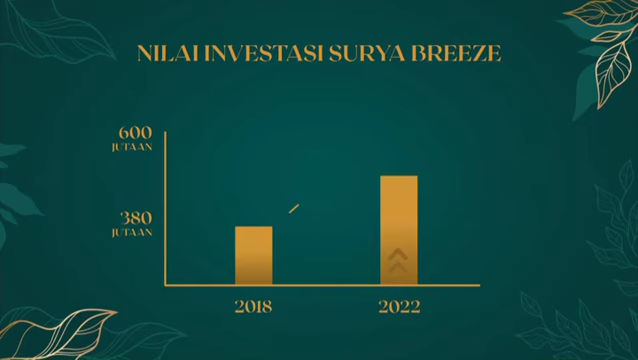 NILAI INVESTASI SURYA BREEZE
600
JUTAAN
380
JUTAAN
2018
2022